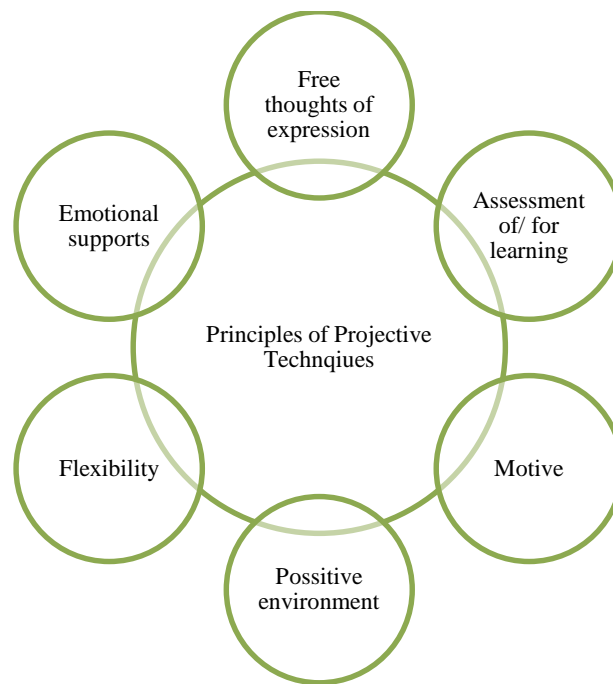 Free
thoughts of
expression
Assessment
of/ for
learning
Motive
Possitive
environment
Flexibility
Emotional
supports
Principles of Projective
Technqiues